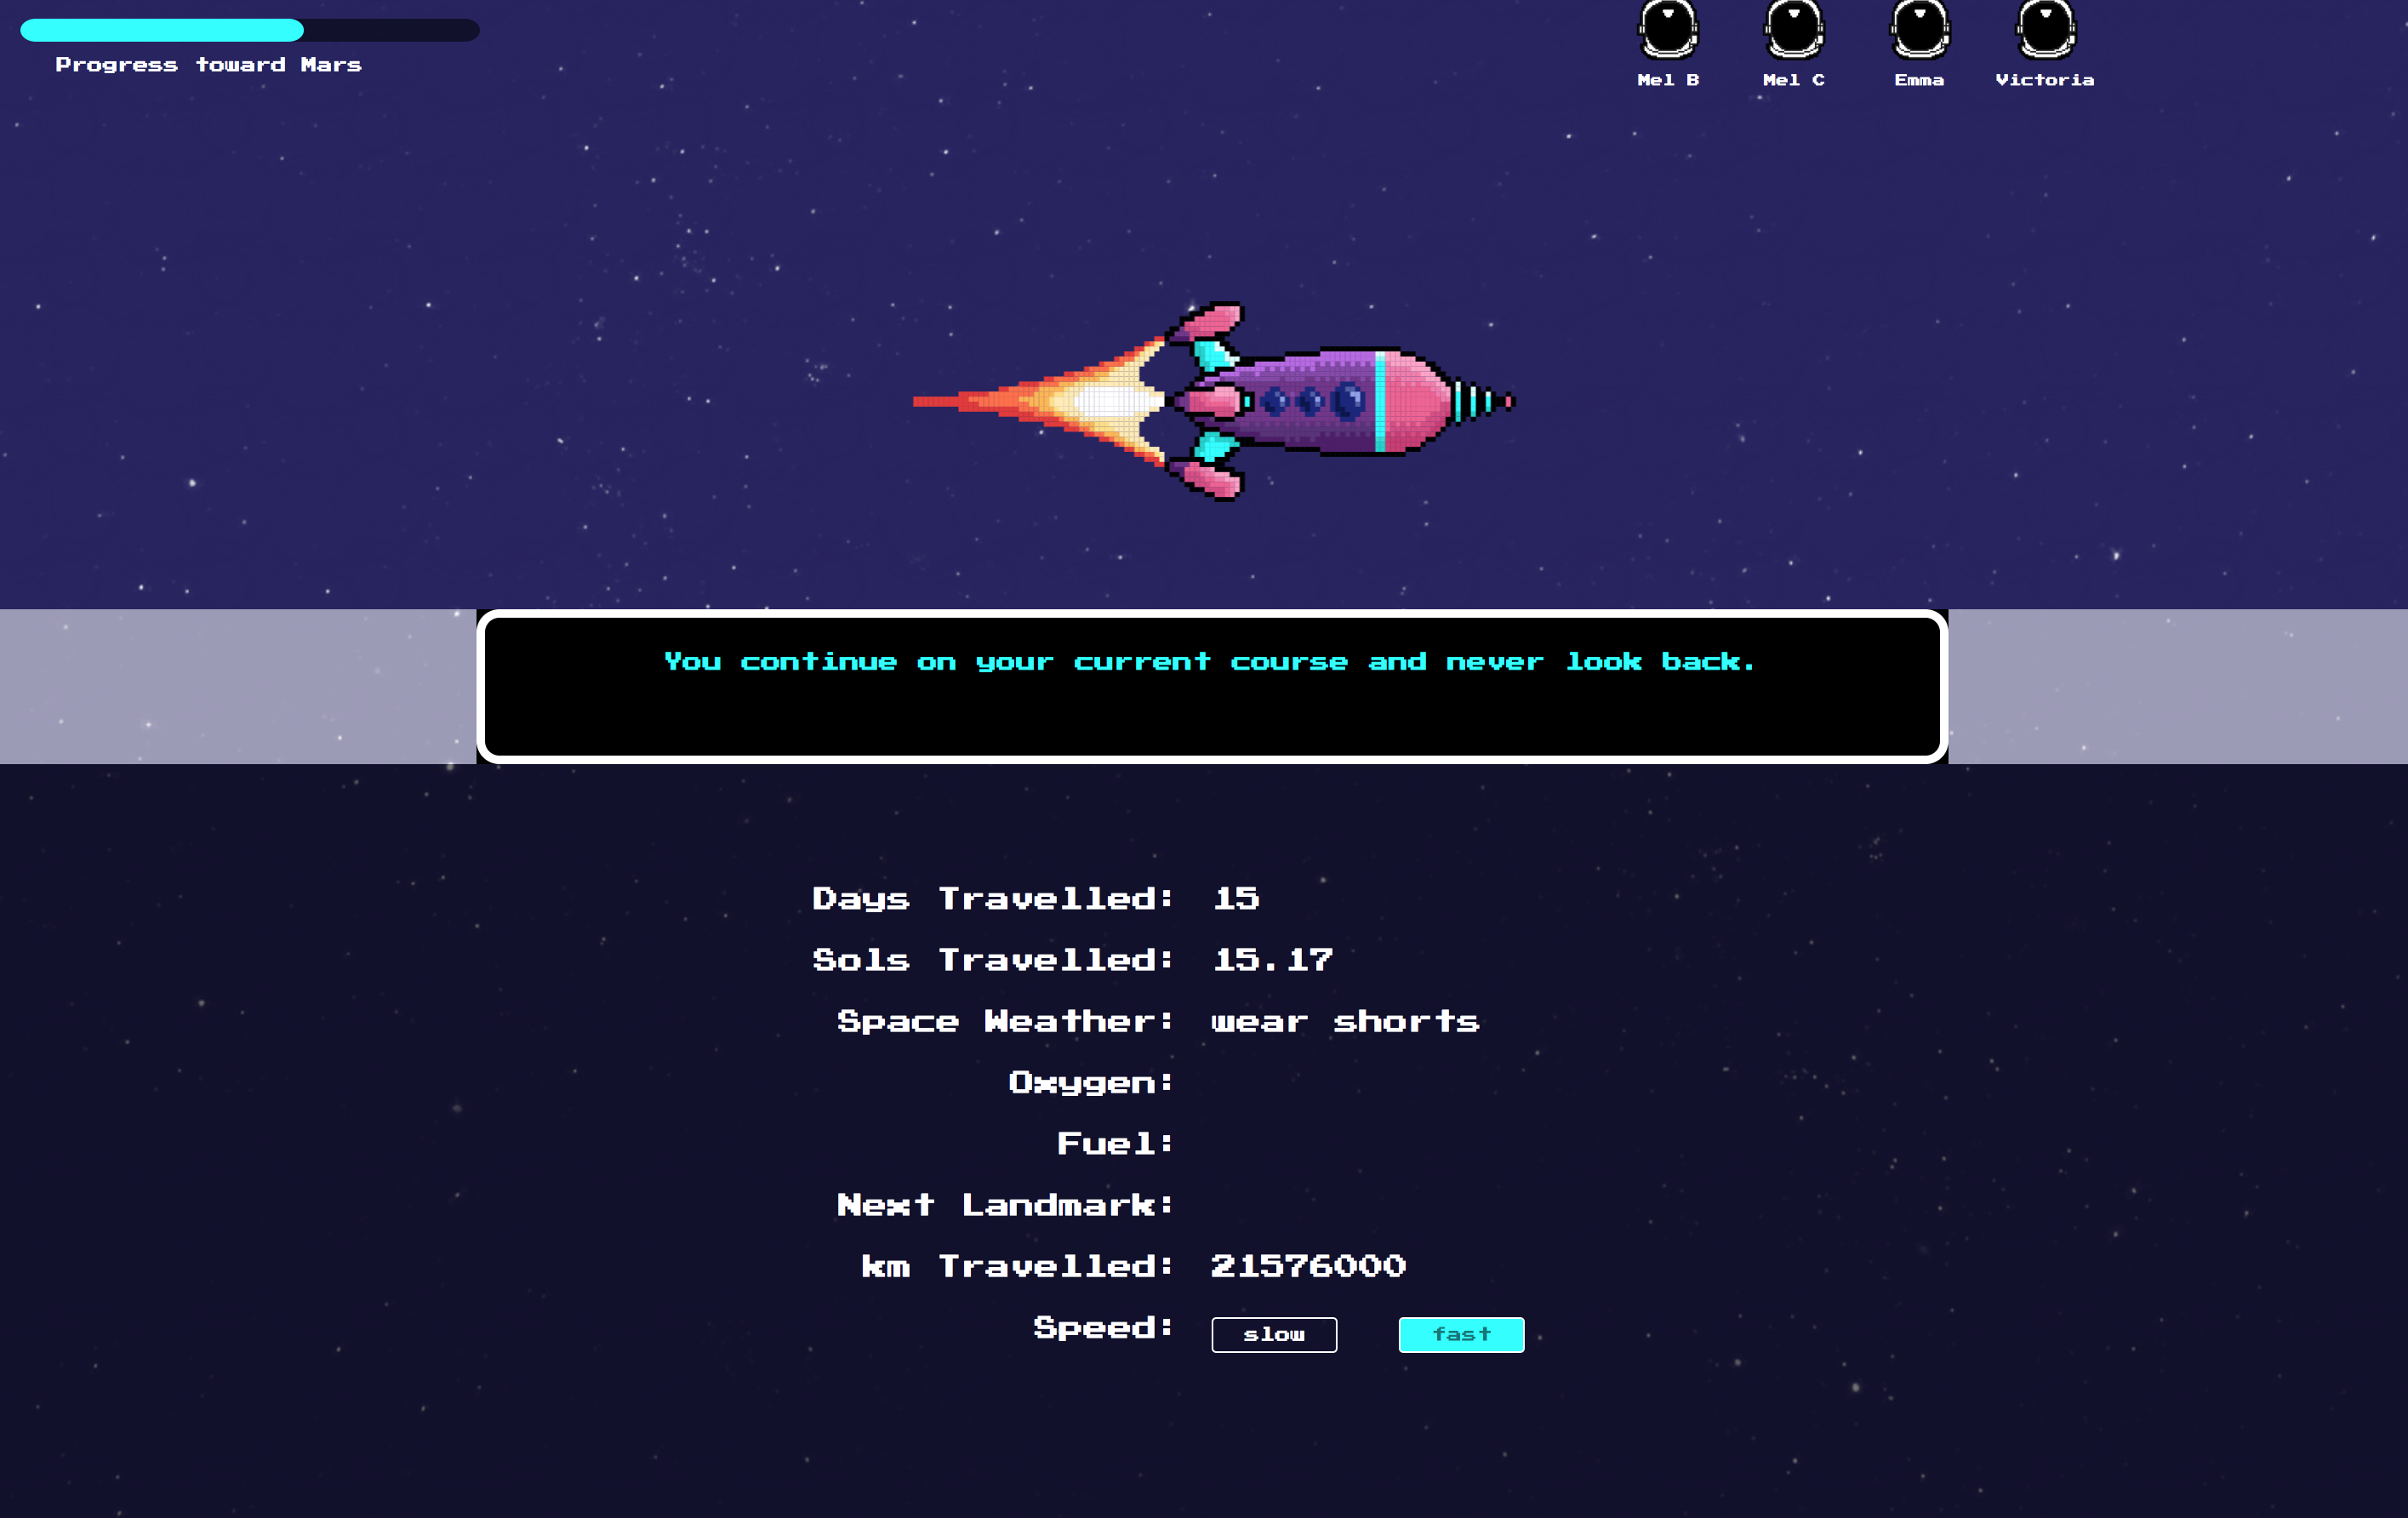 Progress toward Mars
Mel B
Mel C
Emma
Victoria
You continue on your current course and never look back.
Days Travelled: 15
Sols Travelled: 15.17
Space Weather: wear shorts
Oxygen:
Fuel:
Next Landmark:
km Travelled: 21576000
Speed: slow fast